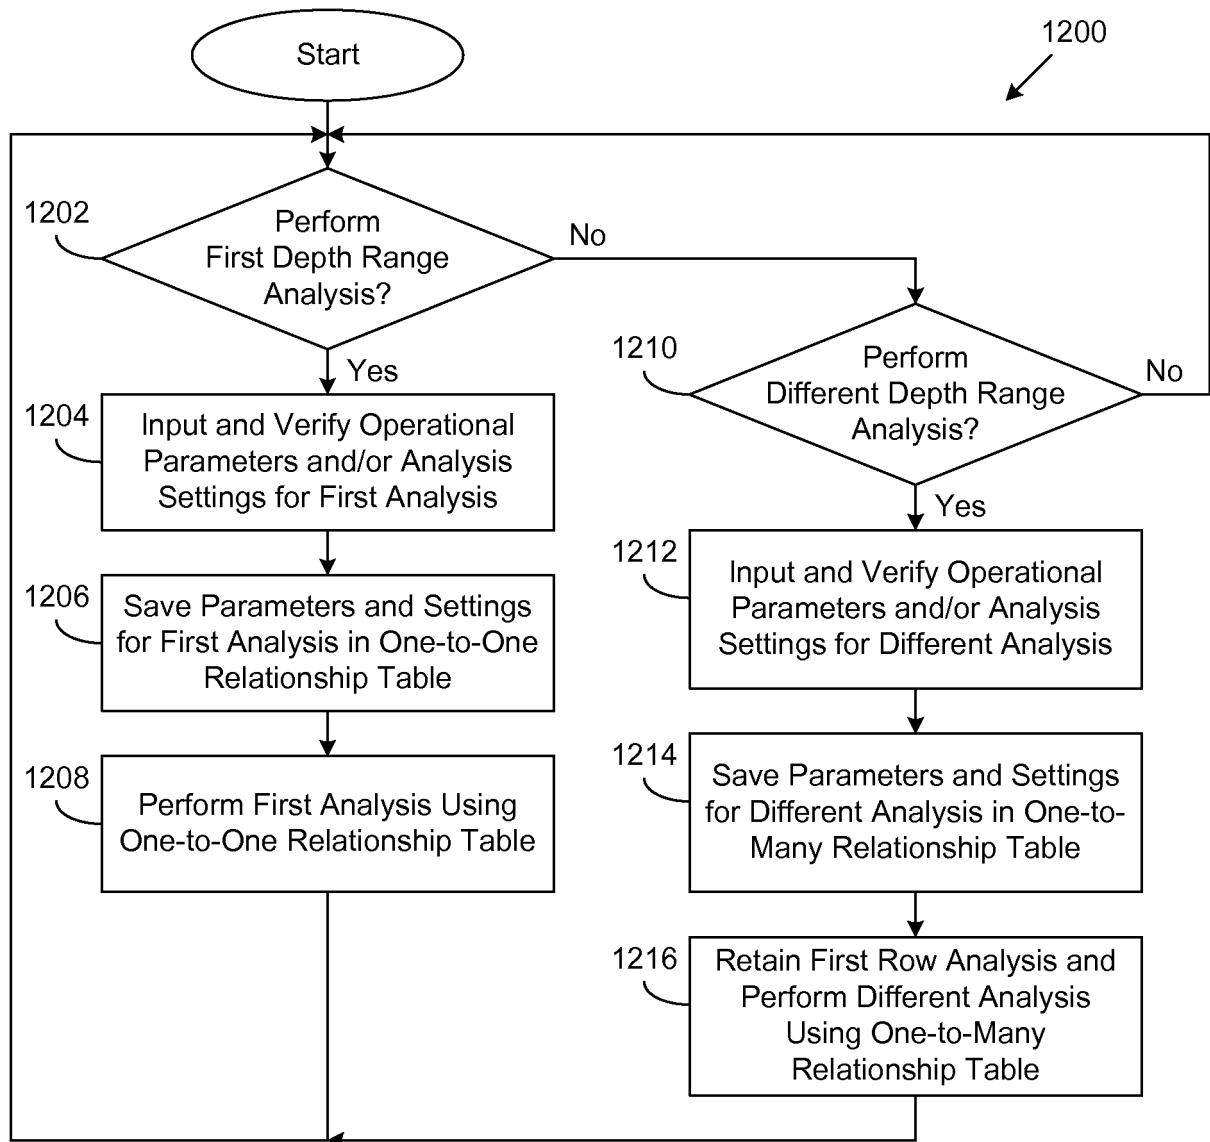 Start
1200
1202
Perform
First Depth Range
Analysis?
No
Yes
1204
Input and Verify Operational
Parameters and/or Analysis
Settings for First Analysis
1206
Save Parameters and Settings
for First Analysis in One-to-One
Relationship Table
1208
Perform First Analysis Using
One-to-One Relationship Table
1210
Perform
Different Depth Range
Analysis?
No
Yes
1212
Input and Verify Operational
Parameters and/or Analysis
Settings for Different Analysis
1214
Save Parameters and Settings
for Different Analysis in One-to-
Many Relationship Table
1216
Retain First Row Analysis and
Perform Different Analysis
Using One-to-Many
Relationship Table